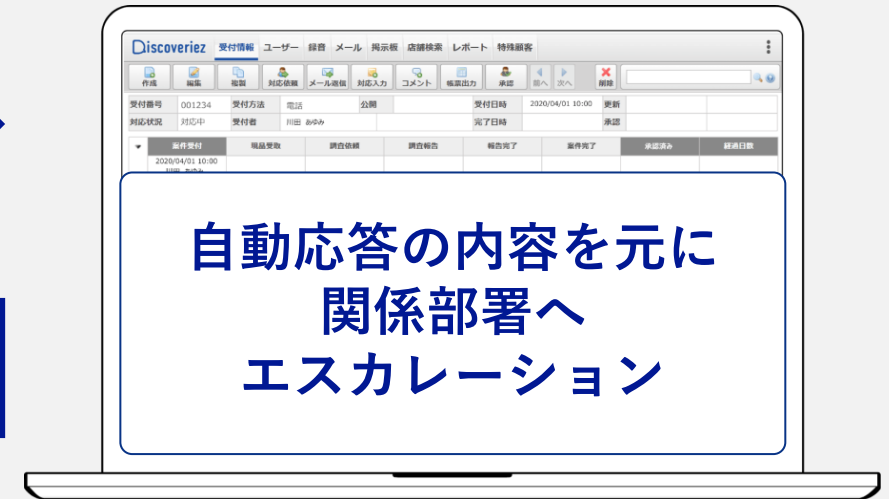 Discoveriez 受付情報 ユーザー 録音 メール 掲示板 店舗検索 レポート 特殊顧客
作成 編集 複製 対応依頼 メール返信 対応入力 コメント 帳票出力 承認 前へ 次へ 削除
受付番号 001234 受付方法 電話 公開 受付日時 2020/04/01 10:00 更新
対応状況 対応中 受付者 川田 あゆみ 完了日時 承認
案件受付 現品受取 調査依頼 調査報告 報告完了 案件完了 承認済み 経過日数
2020/04/01 10:00
自動応答の内容を元に
関係部署へ
エスカレーション